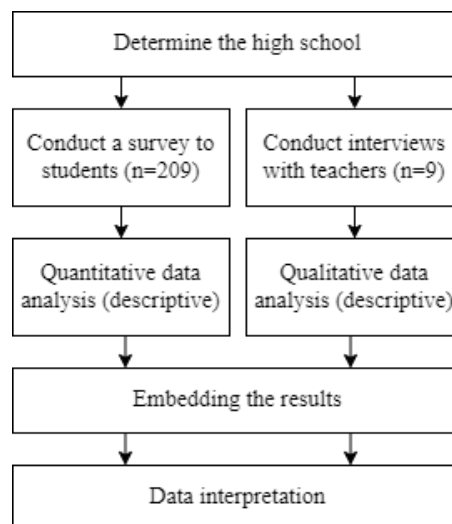 Determine the high school
Conduct a survey to
students (n=209)
Conduct interviews
with teachers (n=9)
Quantitative data
analysis (descriptive)
Qualitative data
analysis (descriptive)
Embedding the results
Data interpretation